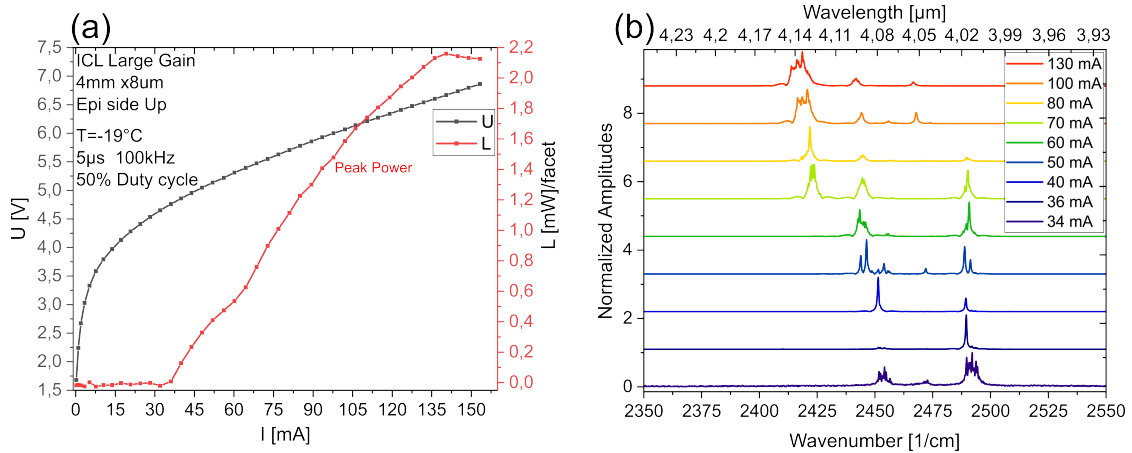 (a)
7,5
7,0
6,5
6,0
5,5
5,0
4,5
4,0
3,5
3,0
2,5
2,0
1,5
U [V]
ICL Large Gain
4mm x8um
Epi side Up
T=-19°C
5µs 100kHz
50% Duty cycle
U
L
Peak Power
2,2
2,0
1,8
1,6
1,4
1,2
1,0
0,8
0,6
0,4
0,2
0,0
L [mW]/facet
0 15 30 45 60 75 90 105 120 135 150
I [mA]
(b)
Wavelength [µm]
4,23 4,2 4,17 4,14 4,11 4,08 4,05 4,02 3,99 3,96 3,93
130 mA
100 mA
80 mA
70 mA
60 mA
50 mA
40 mA
36 mA
34 mA
8
6
4
2
0
Normalized Amplitudes
2350 2375 2400 2425 2450 2475 2500 2525 2550
Wavenumber [1/cm]